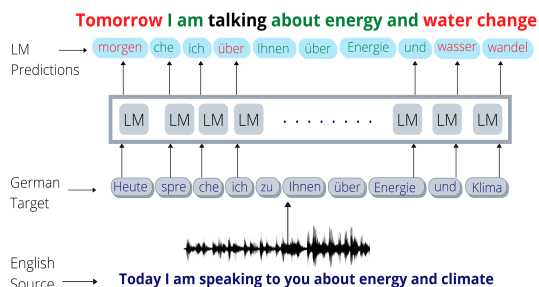 Tomorrow I am talking about energy and water change
LM Predictions
morgen che ich über Ihnen über Energie und wasser wandel
LM LM LM LM . . . . . . . . . LM LM LM
German Target
Heute spre che ich zu Ihnen über Energie und Klima
English Source
Today I am speaking to you about energy and climate